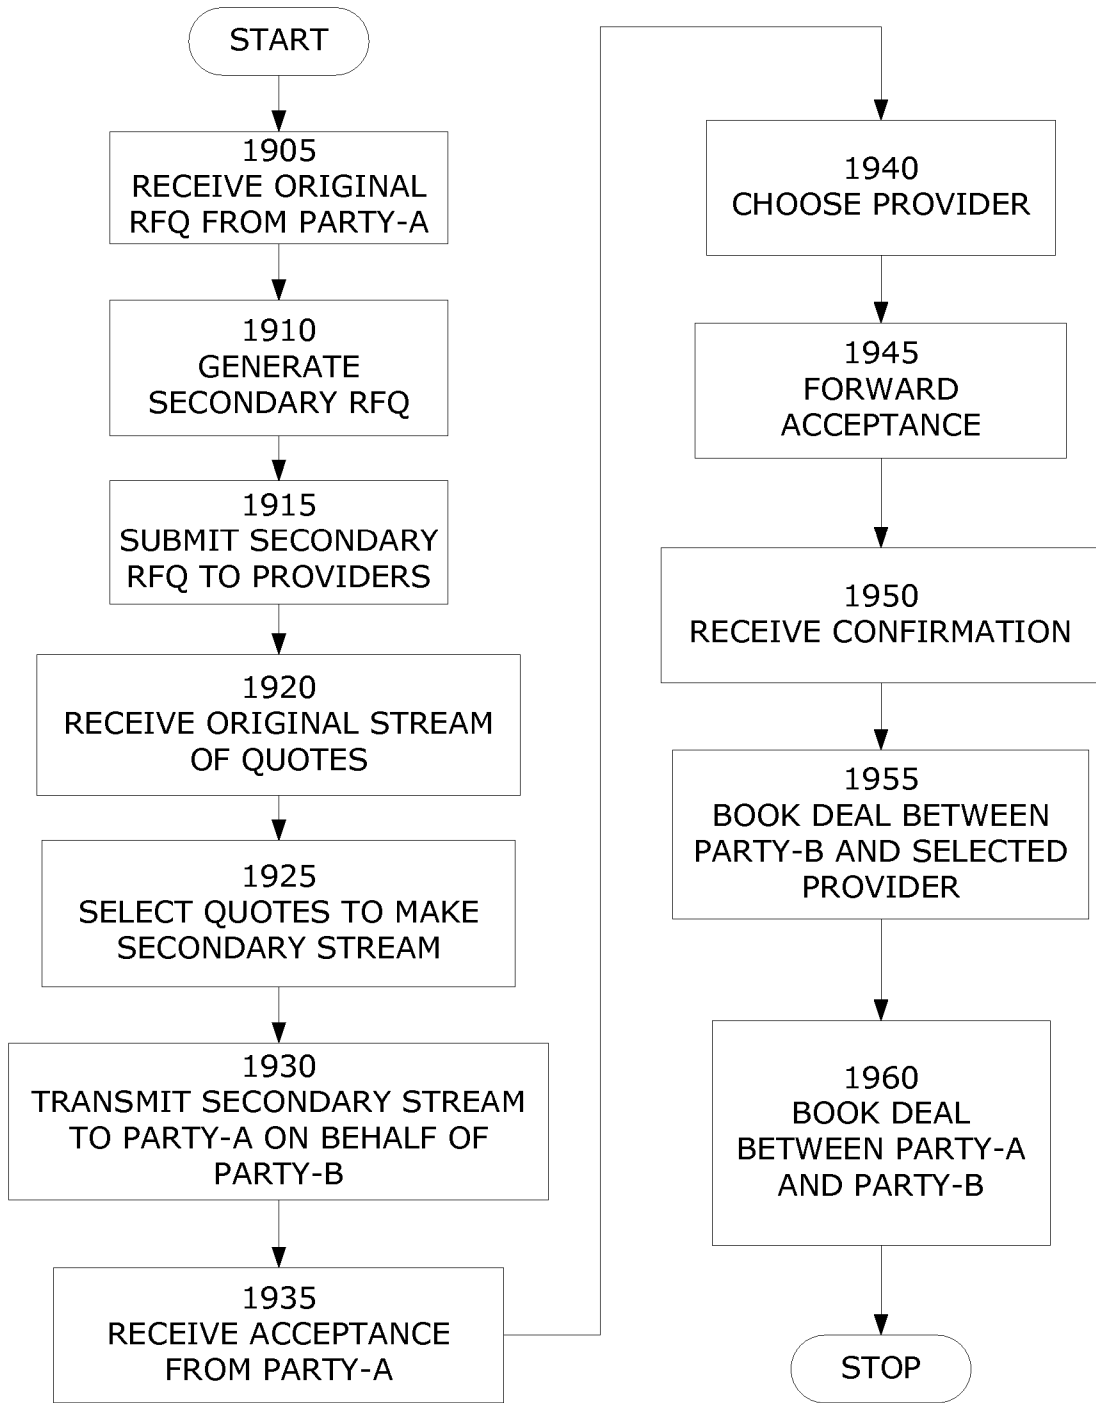 START
1905
RECEIVE ORIGINAL
RFQ FROM PARTY-A
1910
GENERATE
SECONDARY RFQ
1915
SUBMIT SECONDARY
RFQ TO PROVIDERS
1920
RECEIVE ORIGINAL STREAM
OF QUOTES
1925
SELECT QUOTES TO MAKE
SECONDARY STREAM
1930
TRANSMIT SECONDARY STREAM
TO PARTY-A ON BEHALF OF
PARTY-B
1935
RECEIVE ACCEPTANCE
FROM PARTY-A
1940
CHOOSE PROVIDER
1945
FORWARD
ACCEPTANCE
1950
RECEIVE CONFIRMATION
1955
BOOK DEAL BETWEEN
PARTY-B AND SELECTED
PROVIDER
1960
BOOK DEAL
BETWEEN PARTY-A
AND PARTY-B
STOP